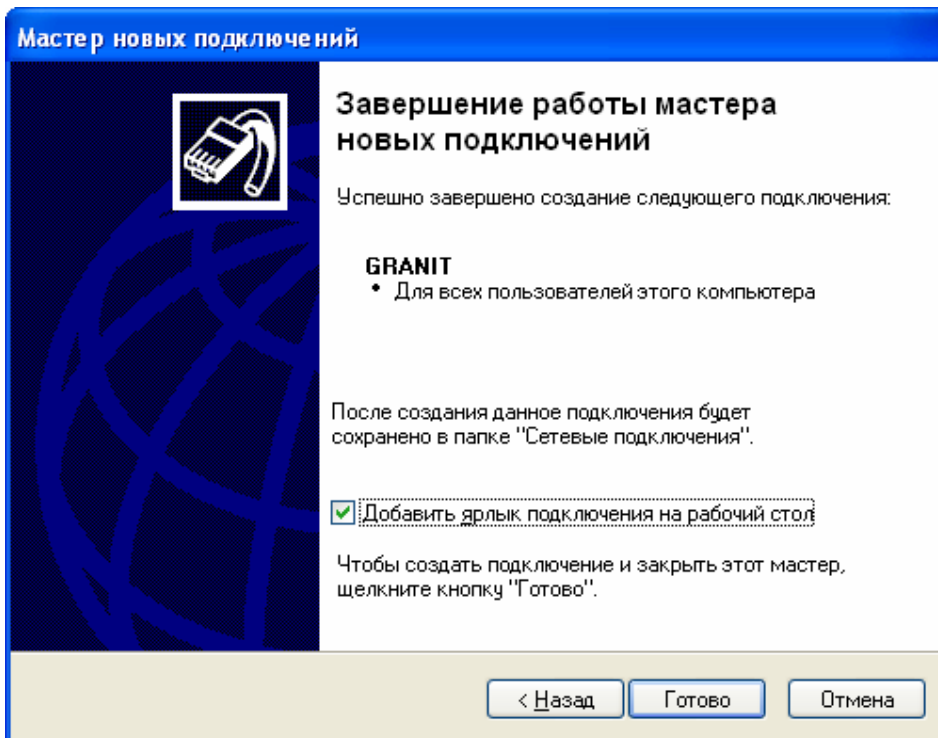 Мастер новых подключений
Завершение работы мастера
новых подключений
Успешно завершено создание следующего подключения:
GRANIT
• Для всех пользователей этого компьютера
После создания данное подключения будет
сохранено в папке "Сетевые подключения".
Добавить ярлык подключения на рабочий стол
Чтобы создать подключение и закрыть этот мастер,
щелкните кнопку "Готово".
< Назад Готово Отмена